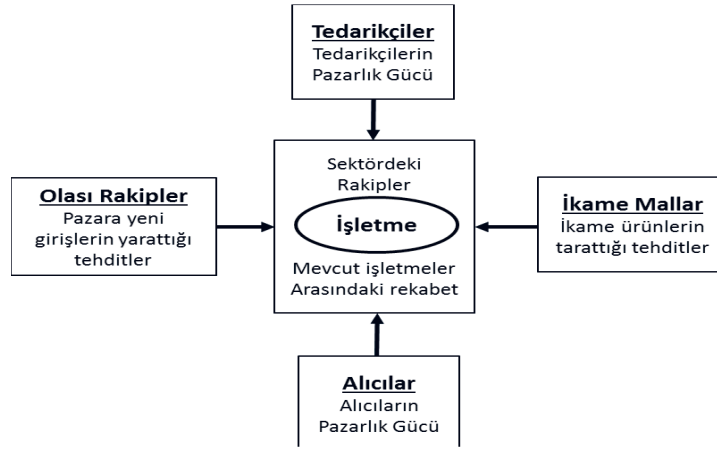 Tedarikçiler
Tedarikçilerin
Pazarlık Gücü
Sektördeki
Rakipler
İşletme
Mevcut işletmeler
Arasındaki rekabet
Olası Rakipler
Pazara yeni
girişlerin yarattığı
tehditler
İkame Mallar
İkame ürünlerin
tarattığı tehditler
Alıcılar
Alıcıların
Pazarlık Gücü